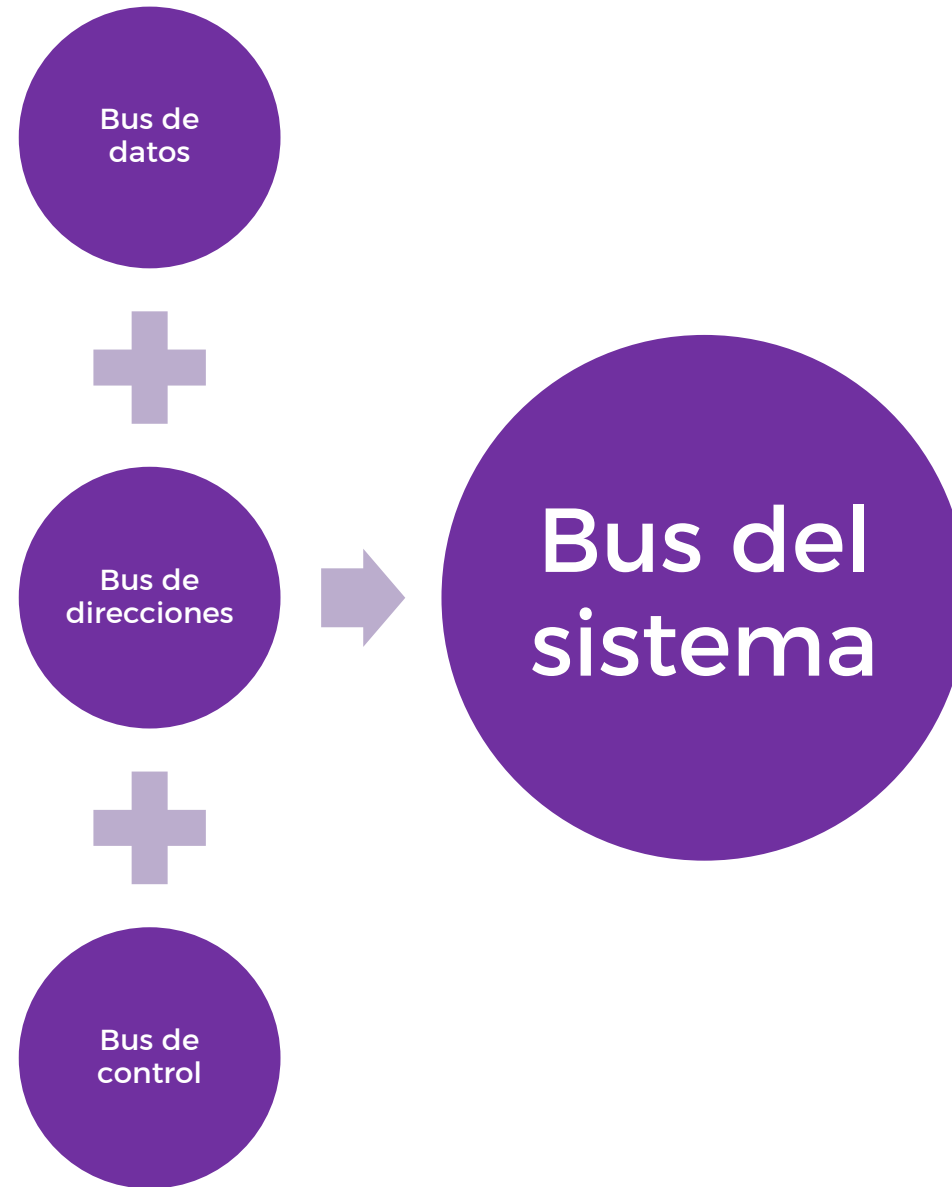 Bus de
datos
Bus de
direcciones
Bus de
control
Bus del
sistema